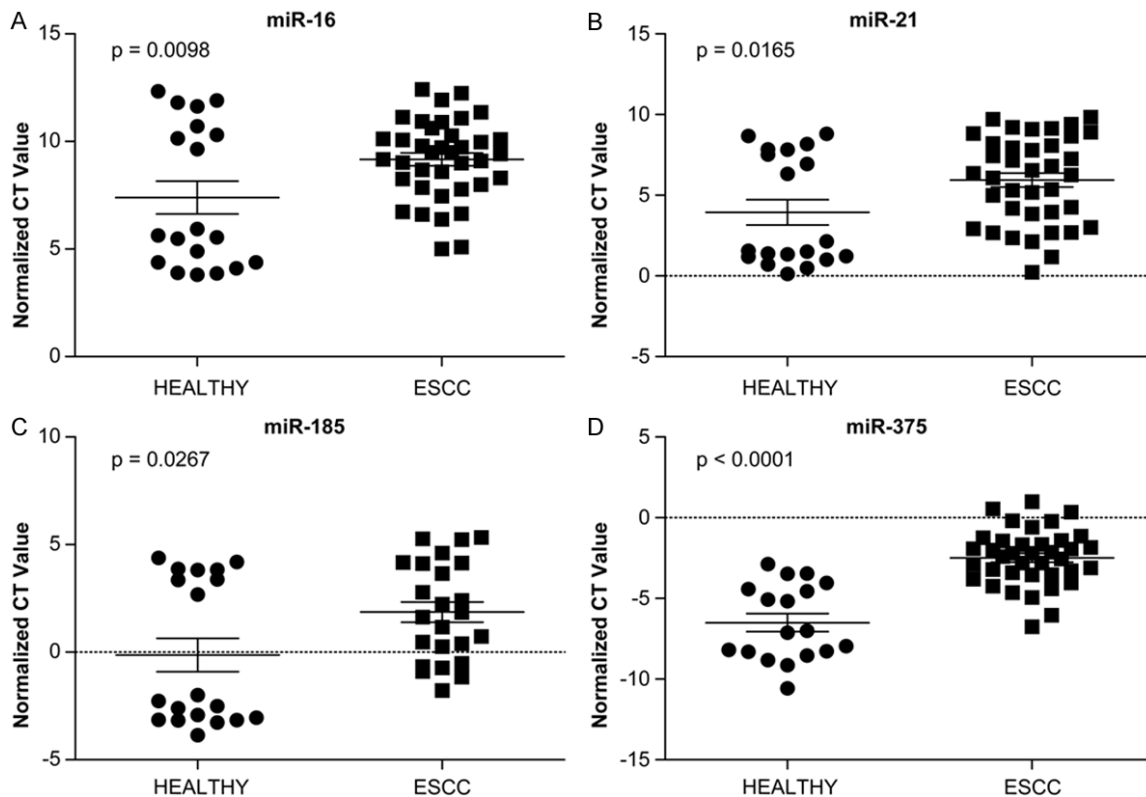 A
miR-16
p = 0.0098
15
10
5
0
Normalized CT Value
HEALTHY
ESCC
B
miR-21
p = 0.0165
15
10
5
0
-5
Normalized CT Value
HEALTHY
ESCC
C
miR-185
p = 0.0267
10
5
0
-5
Normalized CT Value
HEALTHY
ESCC
D
miR-375
p < 0.0001
5
0
-5
-10
-15
Normalized CT Value
HEALTHY
ESCC